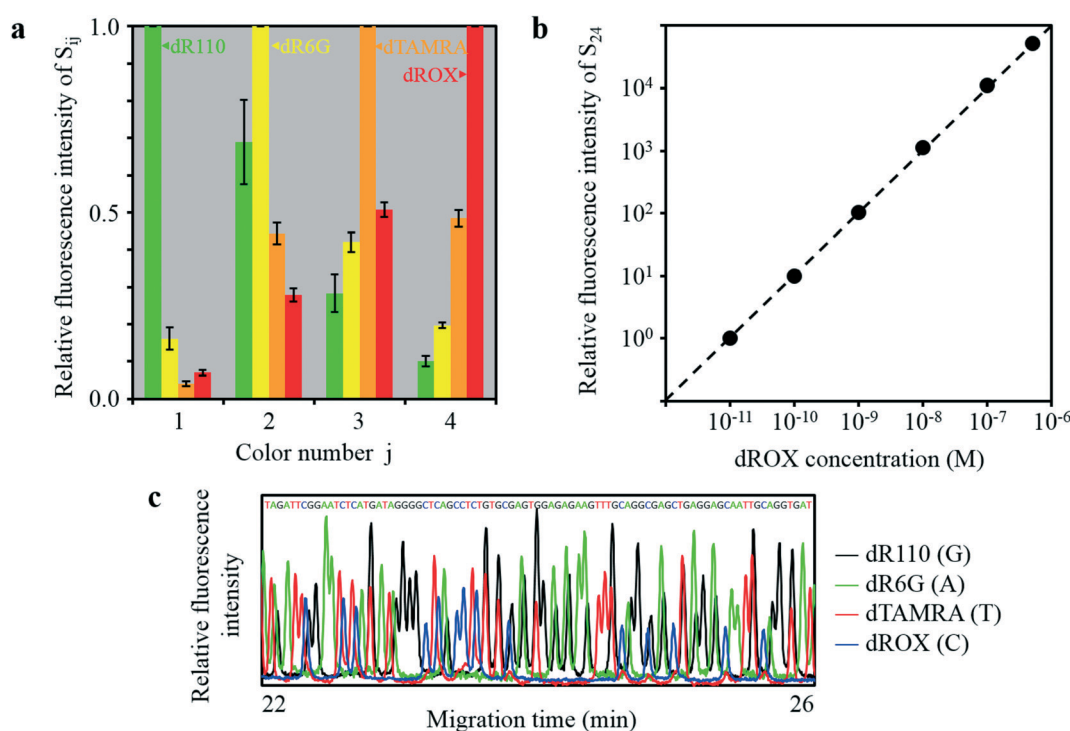 a
Relative fluorescence intensity of S_ij
1.0
0.5
0.0
dR110
dR6G
dTAMRA
dROX
1 2 3 4
Color number j
b
Relative fluorescence intensity of S_24
10^4
10^3
10^2
10^1
10^0
10^-11 10^-10 10^-9 10^-8 10^-7 10^-6
dROX concentration (M)
c
Relative fluorescence
intensity
TAGATTCGGAATCTCATGATAGGGGCTCAGCCTCTGTGCGAGTGGAGAGAAGTTTGCAGGCGAGCTGAGGAGCAATTGCAGGTGAT
dR110 (G)
dR6G (A)
dTAMRA (T)
dROX (C)
22 26
Migration time (min)